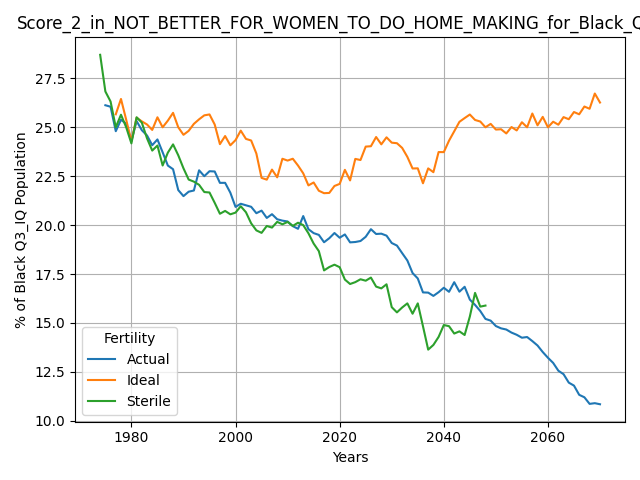 Score_2_in_NOT_BETTER_FOR_WOMEN_TO_DO_HOME_MAKING_for_Black_Q
27.5
25.0
22.5
20.0
17.5
15.0
12.5
10.0
% of Black Q3_IQ Population
Fertility
Actual
Ideal
Sterile
1980
2000
2020
2040
2060
Years